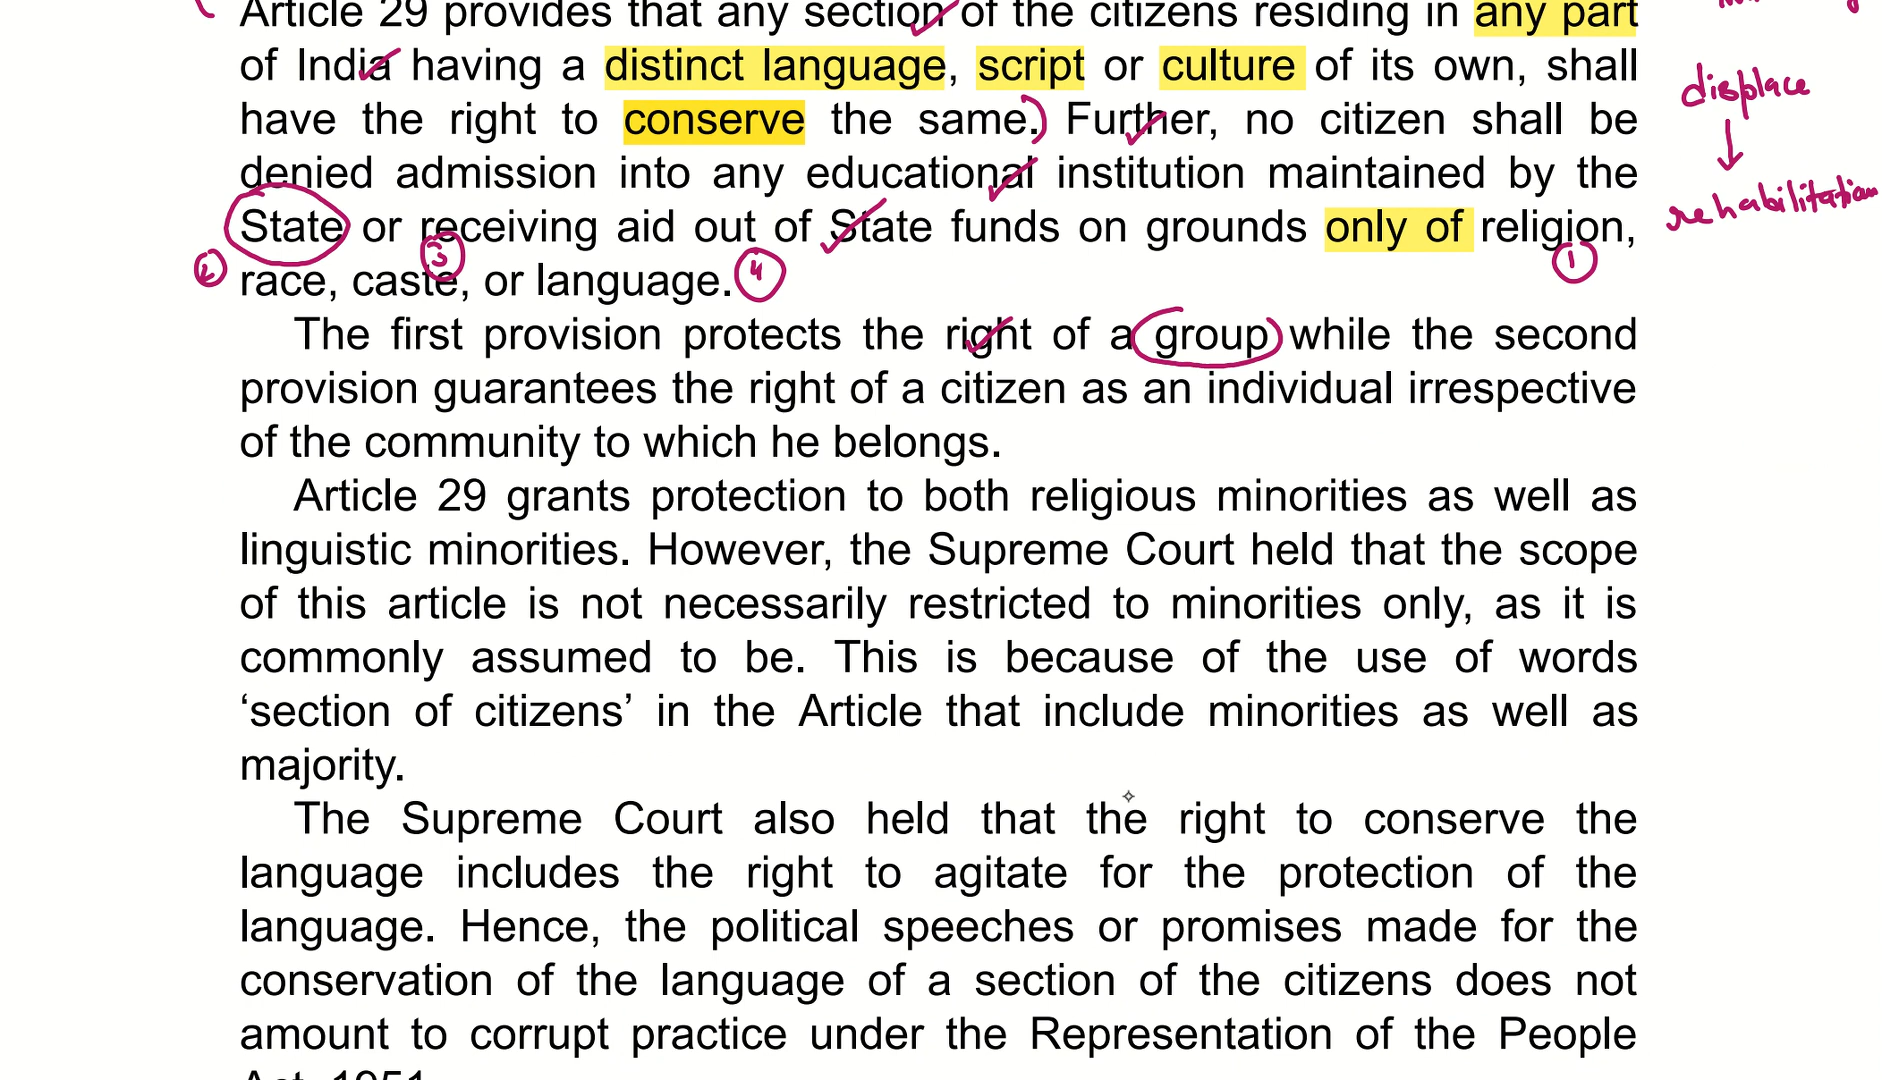 Article 29 provides that any section of the citizens residing in any part
of India having a distinct language, script or culture of its own, shall
have the right to conserve the same. Further, no citizen shall be
denied admission into any educational institution maintained by the
State or receiving aid out of State funds on grounds only of religion,
race, caste, or language.
The first provision protects the right of a group while the second
provision guarantees the right of a citizen as an individual irrespective
of the community to which he belongs.
Article 29 grants protection to both religious minorities as well as
linguistic minorities. However, the Supreme Court held that the scope
of this article is not necessarily restricted to minorities only, as it is
commonly assumed to be. This is because of the use of words
‘section of citizens’ in the Article that include minorities as well as
majority.
The Supreme Court also held that the right to conserve the
language includes the right to agitate for the protection of the
language. Hence, the political speeches or promises made for the
conservation of the language of a section of the citizens does not
amount to corrupt practice under the Representation of the People
Act, 1951
displace
rehabilitation
1
2
3
4